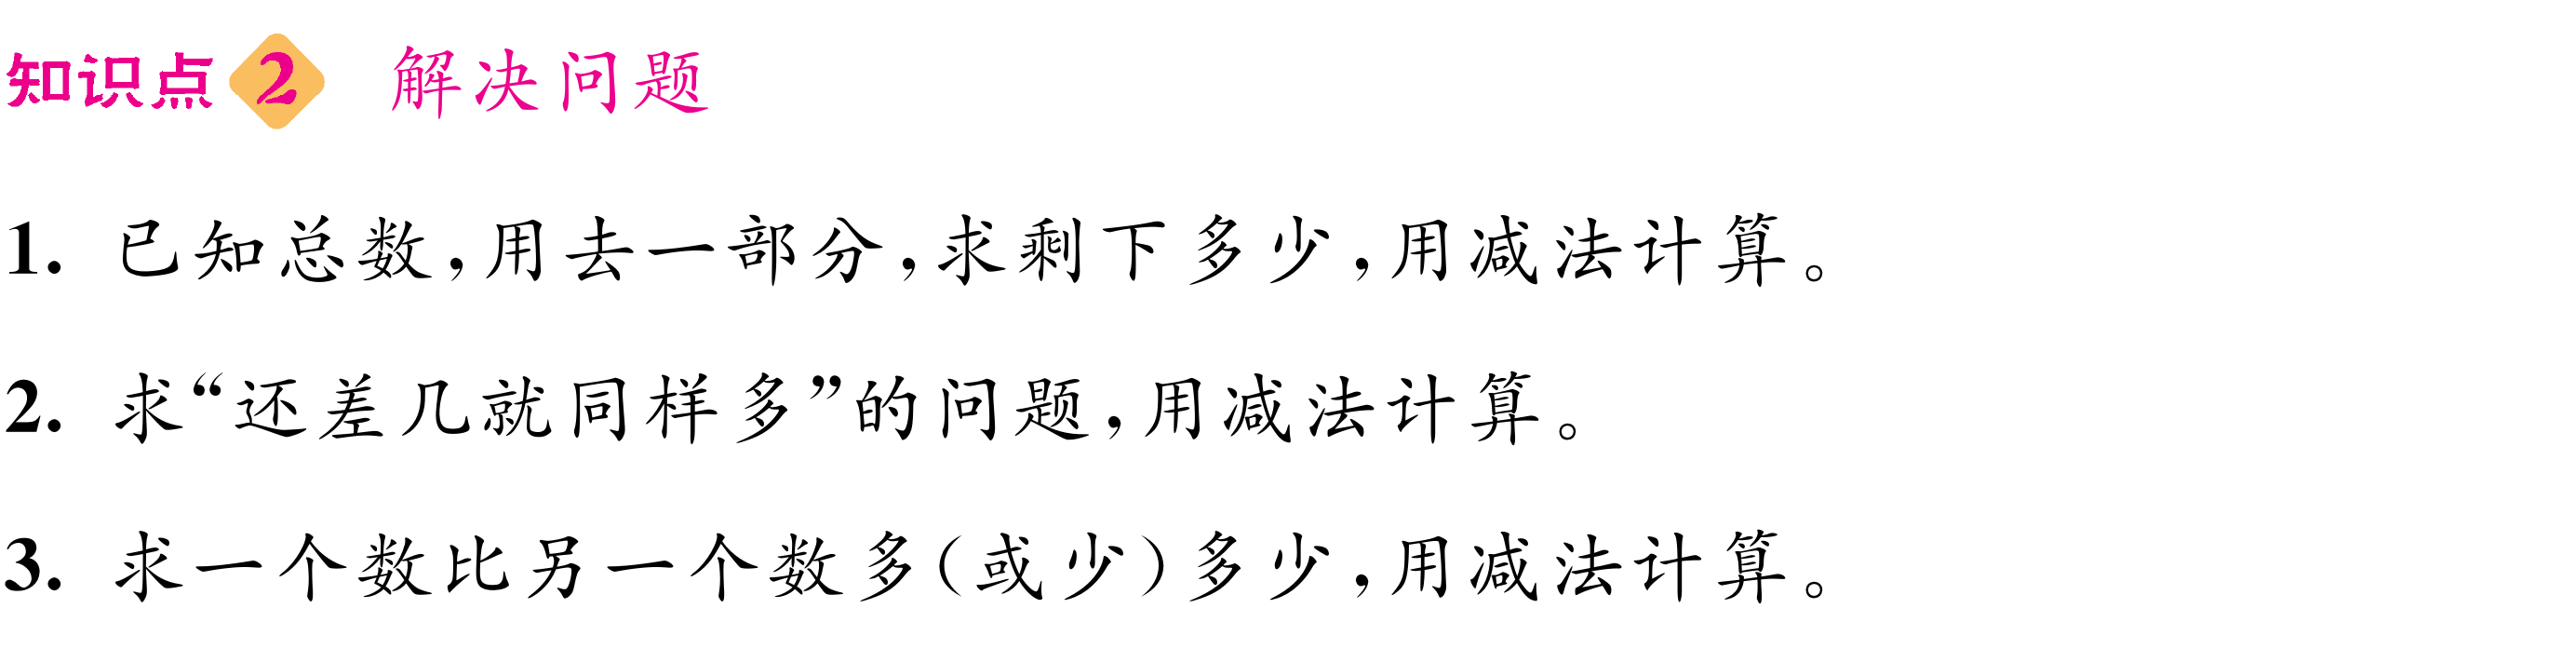 知识点2 解决问题
1. 已知总数,用去一部分,求剩下多少,用减法计算。
2. 求“还差几就同样多”的问题,用减法计算。
3. 求一个数比另一个数多(或少)多少,用减法计算。